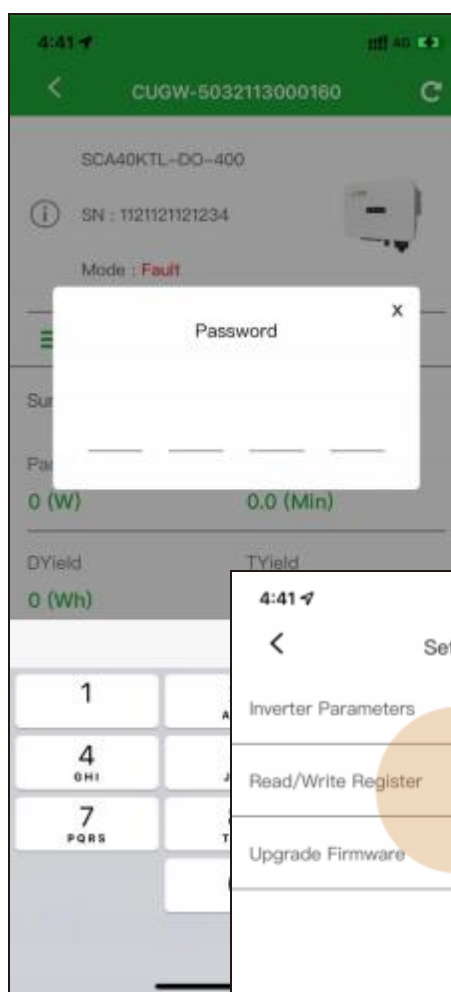 4:41
4G
CUGW-5032113000160
SCA40KTL-DO-400
SN : 1121121121234
Mode : Fault
Password
X
0 (W)
0.0 (Min)
DYield
TYield
0 (Wh)
4:41
1
4
GHI
7
PQRS
Inverter Parameters
Read/Write Register
Upgrade Firmware